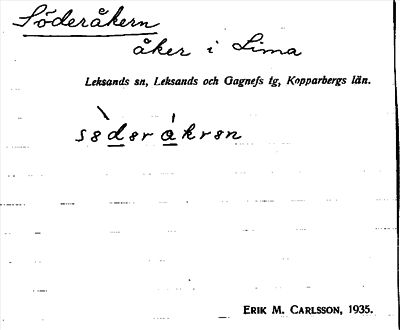 Söderåkern
åker i Lima
Leksands sn, Leksands och Gagnefs tg, Kopparbergs län.
ERIK M. CARLSSON, 1935.